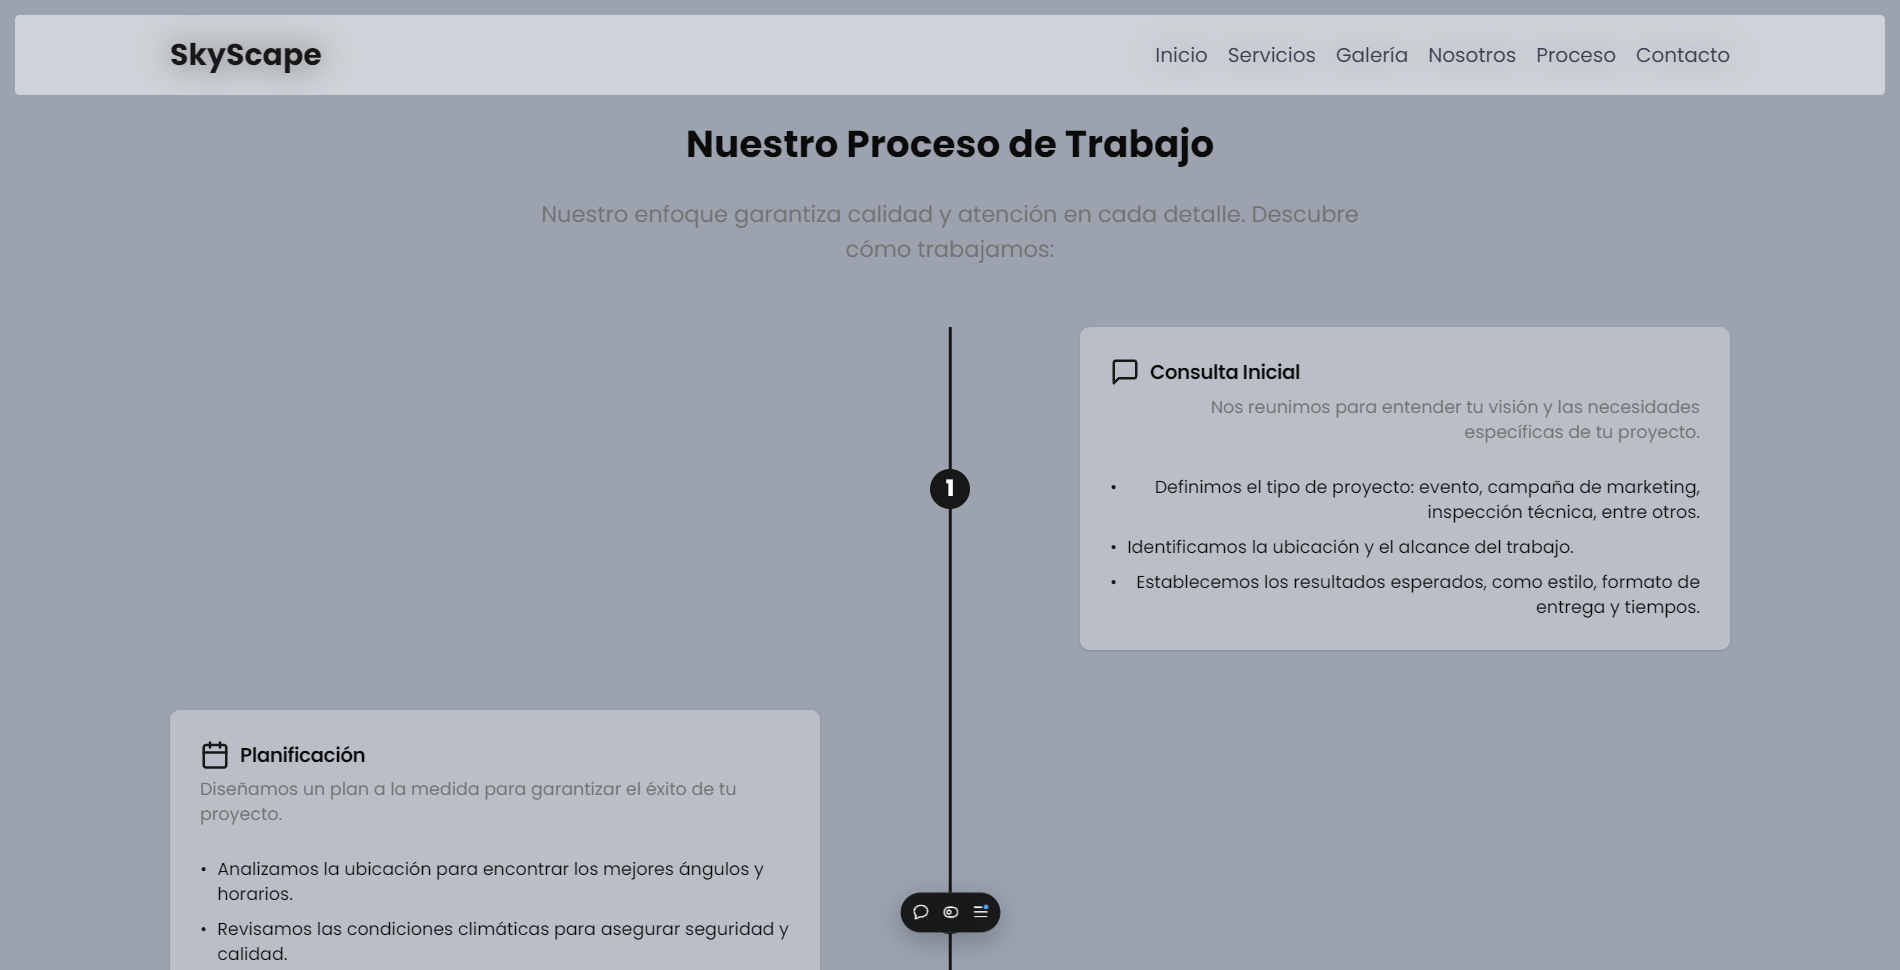 SkyScape
Inicio Servicios Galería Nosotros Proceso Contacto
Nuestro Proceso de Trabajo
Nuestro enfoque garantiza calidad y atención en cada detalle. Descubre
cómo trabajamos:
Consulta Inicial
Nos reunimos para entender tu visión y las necesidades
específicas de tu proyecto.
1
• Definimos el tipo de proyecto: evento, campaña de marketing,
inspección técnica, entre otros.
• Identificamos la ubicación y el alcance del trabajo.
• Establecemos los resultados esperados, como estilo, formato de
entrega y tiempos.
Planificación
Diseñamos un plan a la medida para garantizar el éxito de tu
proyecto.
• Analizamos la ubicación para encontrar los mejores ángulos y
horarios.
• Revisamos las condiciones climáticas para asegurar seguridad y
calidad.